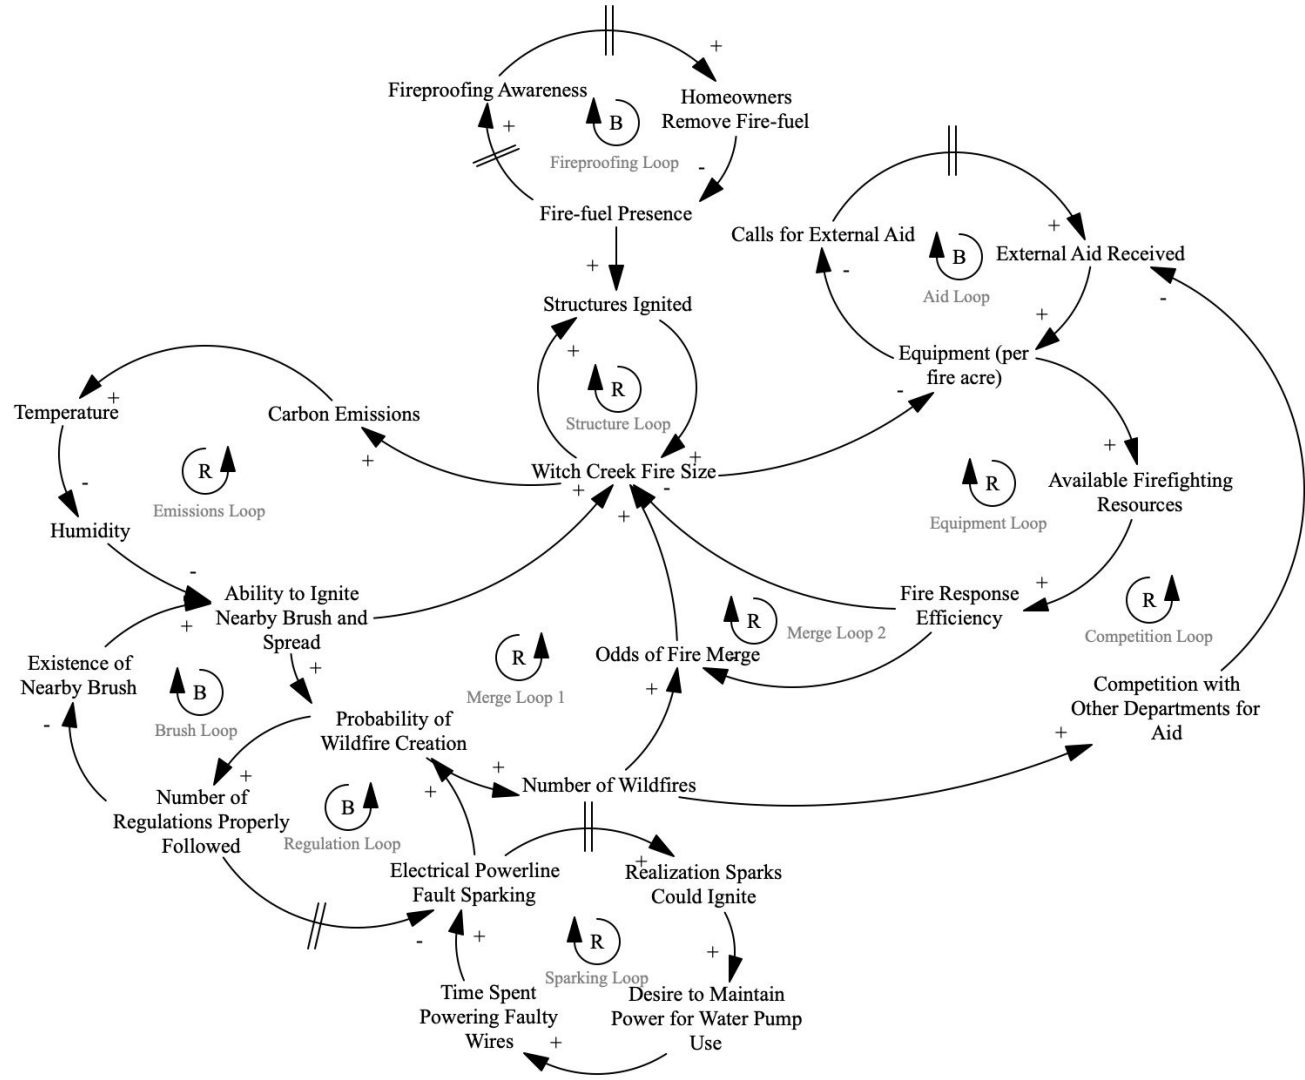 +
Fireproofing Awareness
Homeowners
Remove Fire-fuel
B
+
Fireproofing Loop
-
Fire-fuel Presence
Calls for External Aid
+
External Aid Received
B
-
Aid Loop
-
+
Structures Ignited
+
+
Equipment (per
fire acre)
R
-
Structure Loop
Temperature
+
Carbon Emissions
+
+
+
R
-
Emissions Loop
Witch Creek Fire Size
+
-
+
R
Equipment Loop
Available Firefighting
Resources
Humidity
-
+
Ability to Ignite
Nearby Brush and
Spread
+
Fire Response
Efficiency
R
Merge Loop 2
R
Competition Loop
Existence of
Nearby Brush
+
R
Merge Loop 1
Odds of Fire Merge
-
+
B
Brush Loop
-
Probability of
Wildfire Creation
Competition with
Other Departments for
Aid
+
+
+
Number of Wildfires
+
Number of
Regulations Properly
Followed
B
Regulation Loop
Electrical Powerline
Fault Sparking
+
Realization Sparks
Could Ignite
-
+
R
+
Sparking Loop
Time Spent
Powering Faulty
Wires
Desire to Maintain
Power for Water Pump
Use
+